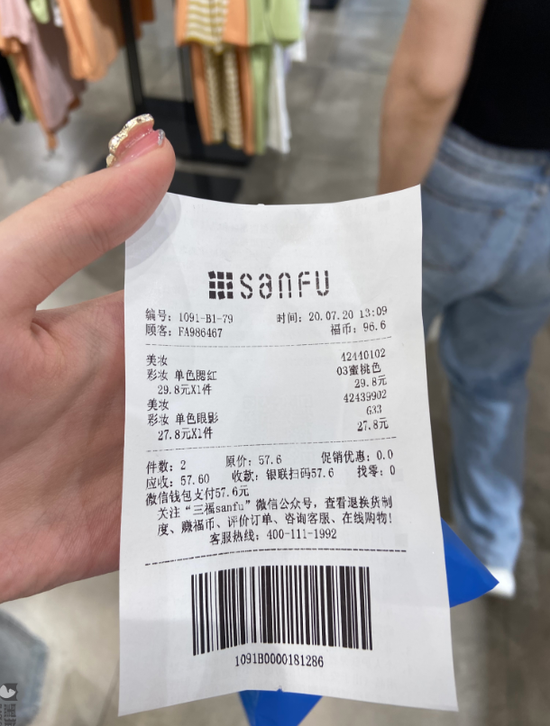 sanfu
编号: 1091-B1-79 时间: 20.07.20 13:09
顾客: FA986467 福币: 96.6
美妆 42440102
彩妆 单色腮红 03蜜桃色
29.8元X1件 29.8元
美妆 42439902
彩妆 单色眼影 G33
27.8元X1件 27.8元
件数: 2 原价: 57.6 促销优惠: 0.0
应收: 57.60 收款: 银联扫码57.6 找零: 0
微信钱包支付57.6元
关注“三福sanfu”微信公众号，查看退换货制
度、赚福币、评价订单、咨询客服、在线购物!
客服热线: 400-111-1992
1091B0000181286